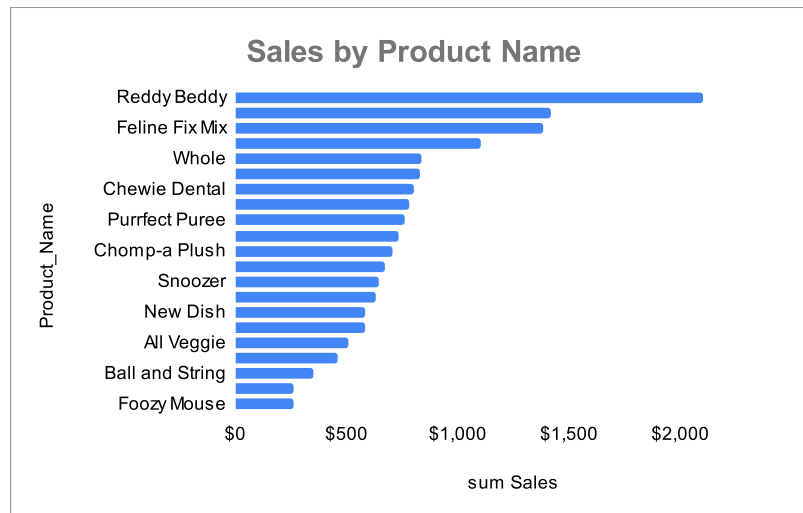 Sales by Product Name
Product_Name
Reddy Beddy
Feline Fix Mix
Whole
Chewie Dental
Purrfect Puree
Chomp-a Plush
Snoozer
New Dish
All Veggie
Ball and String
Foozy Mouse
$0 $500 $1,000 $1,500 $2,000
sum Sales